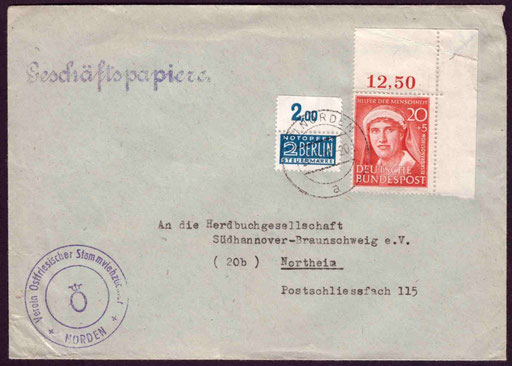 Geschäftspapiere.
12,50
2,00
NOTOPFER
2 BERLIN
STEUERMARKE
NORDEN
a
HELFER DER MENSCHHEIT
20
+5
DEUTSCHE
BUNDESPOST
An die Herdbuchgesellschaft
Südhannover-Braunschweig e.V.
( 20b ) Northeim
Postschliessfach 115
Verein Ostfriesischer
NORDEN